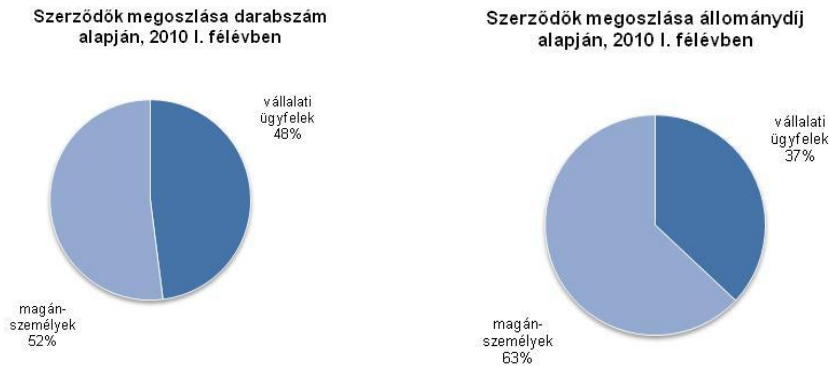 Szerződők megoszlása darabszám
alapján, 2010 I. félévben
vállalati
ügyfelek
48%
magán-
személyek
52%
Szerződők megoszlása állománydíj
alapján, 2010 I. félévben
vállalati
ügyfelek
37%
magán-
személyek
63%